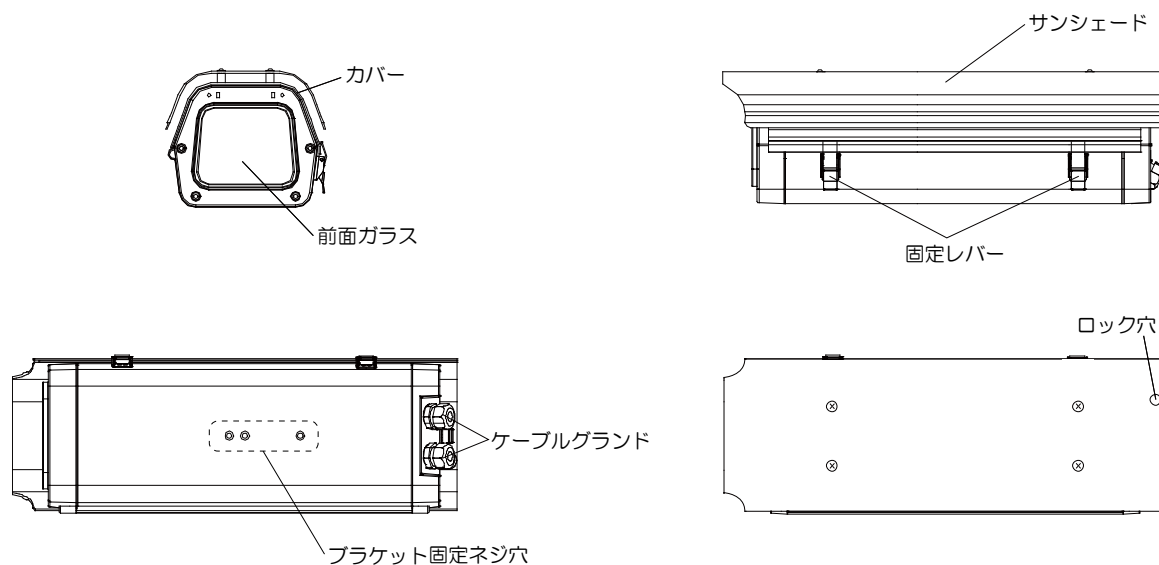 サンシェード
カバー
前面ガラス
固定レバー
ロック穴
ケーブルグランド
ブラケット固定ネジ穴